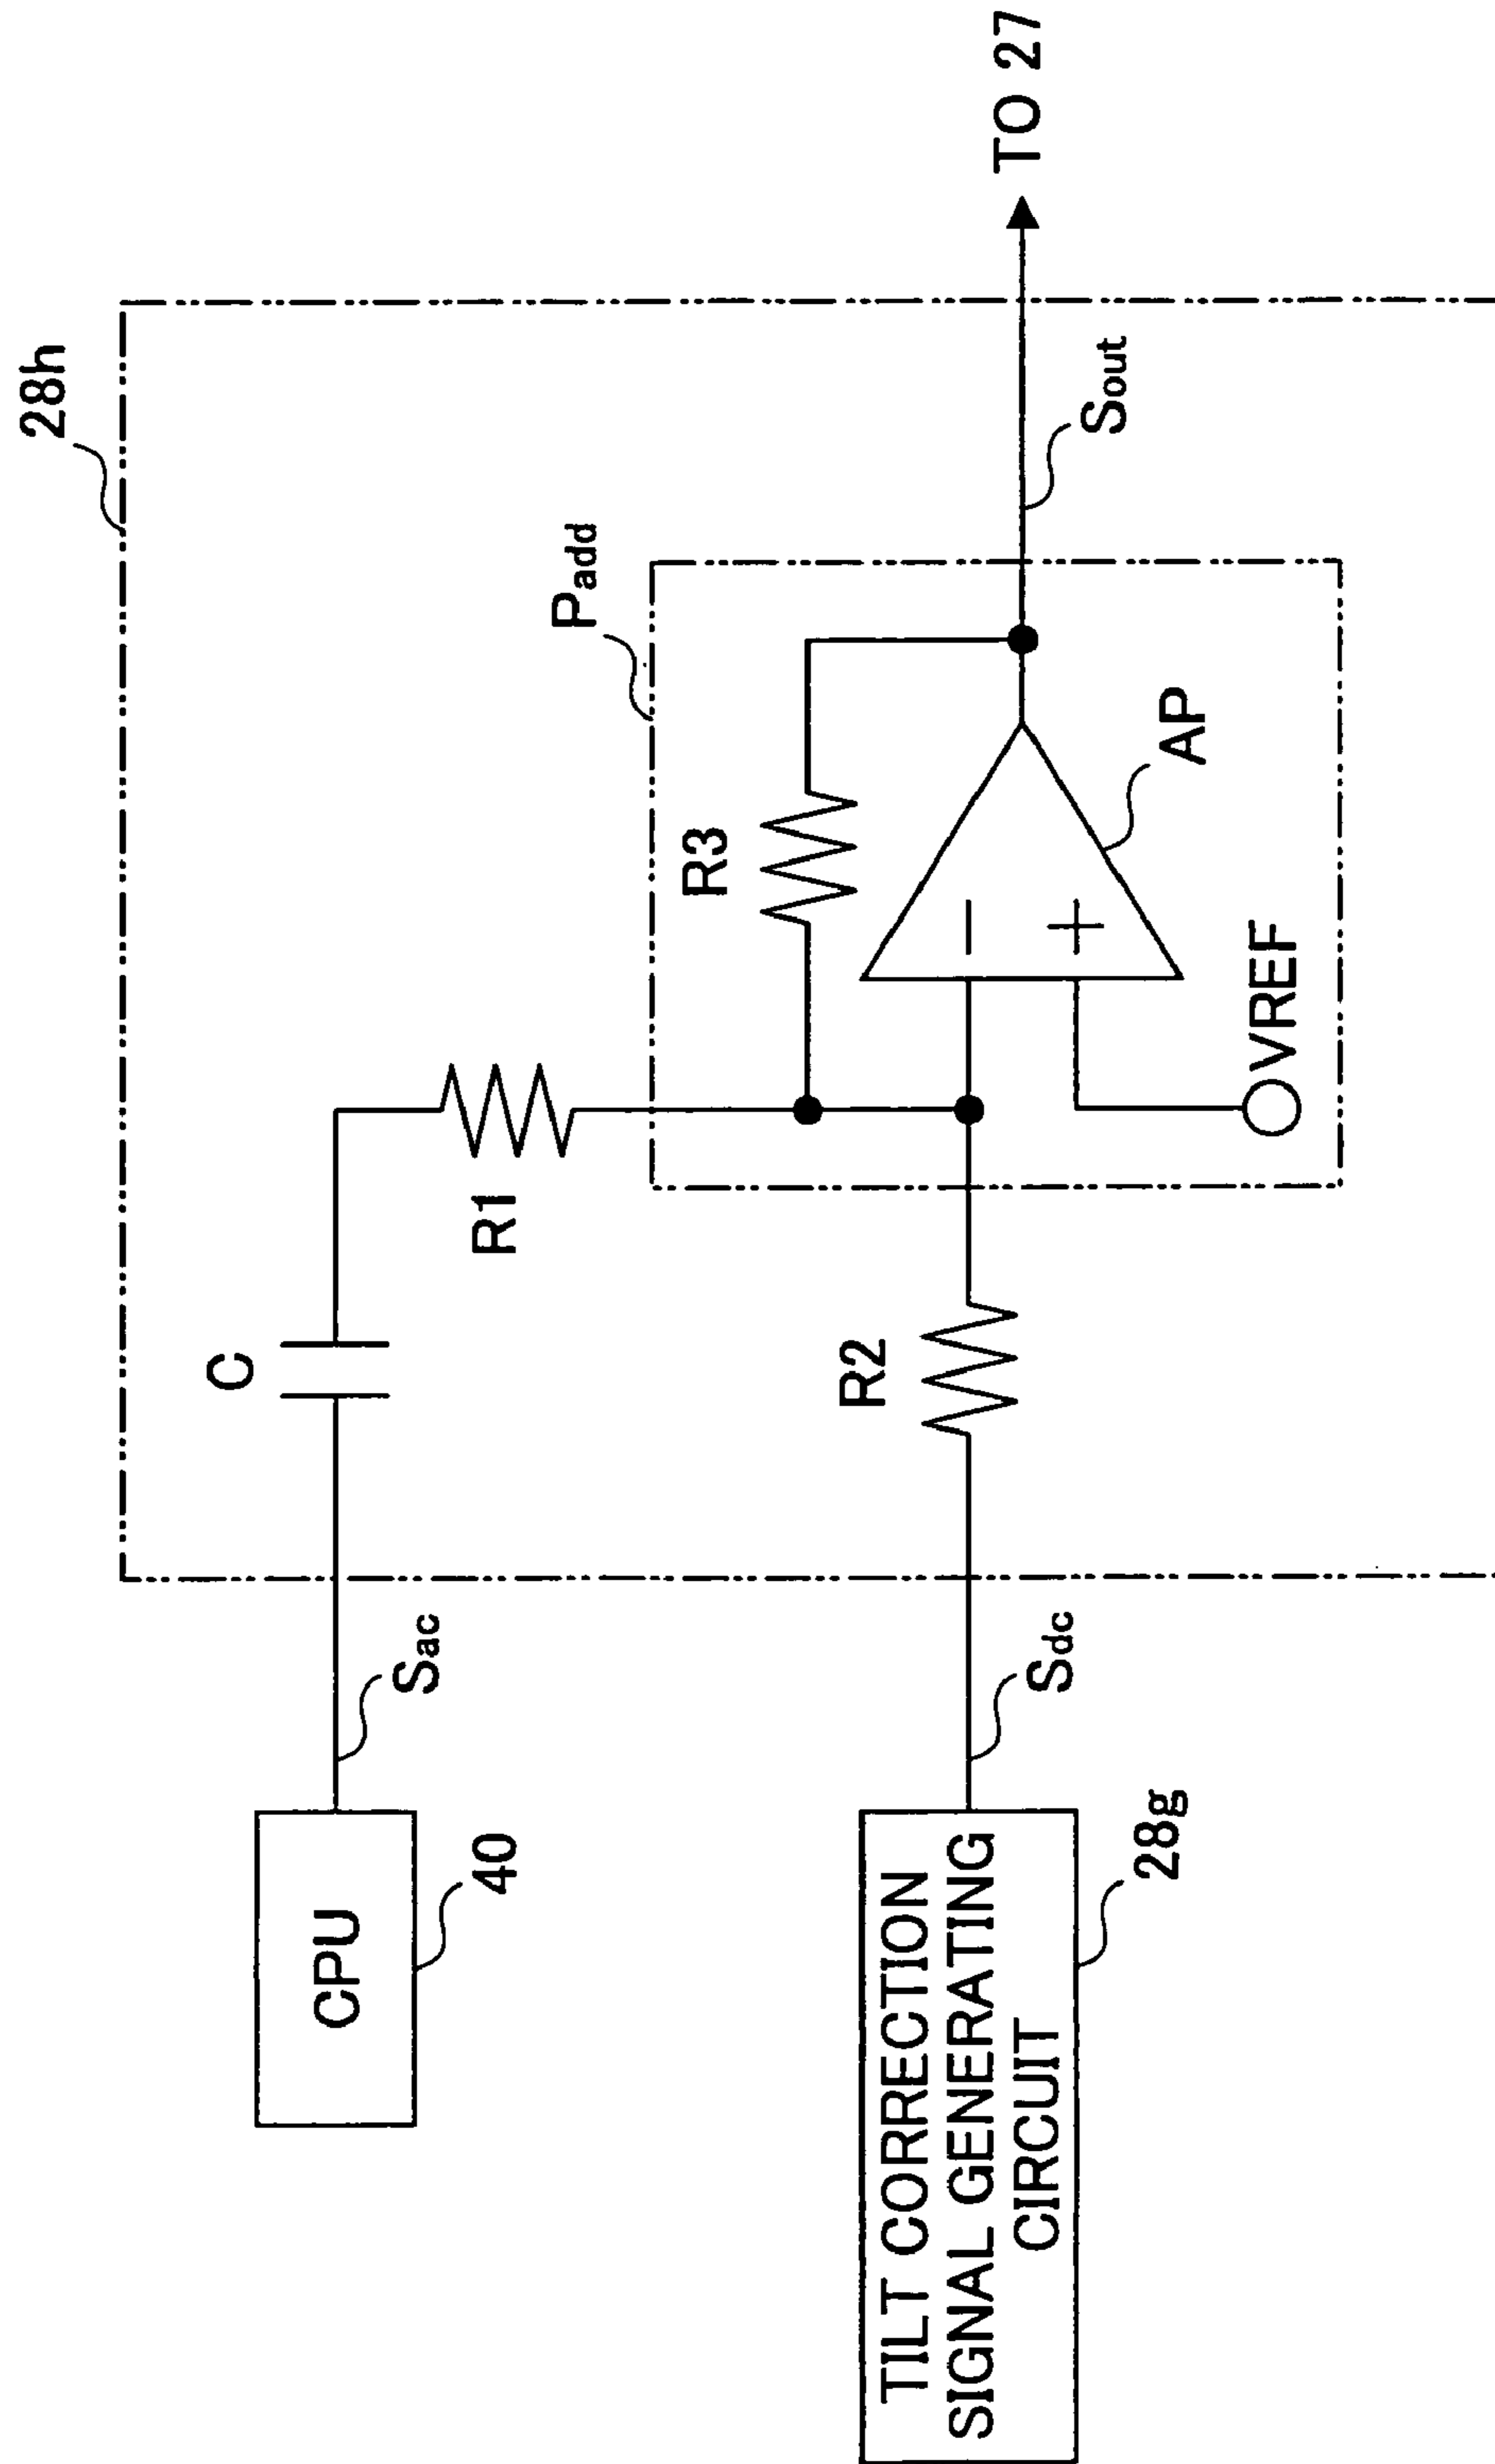 28h
Padd
CPU
40
Sac
C
R1
R3
AP
VREF
Sout
TO 27
R2
Sdc
TILT CORRECTION
SIGNAL GENERATING
CIRCUIT
28g